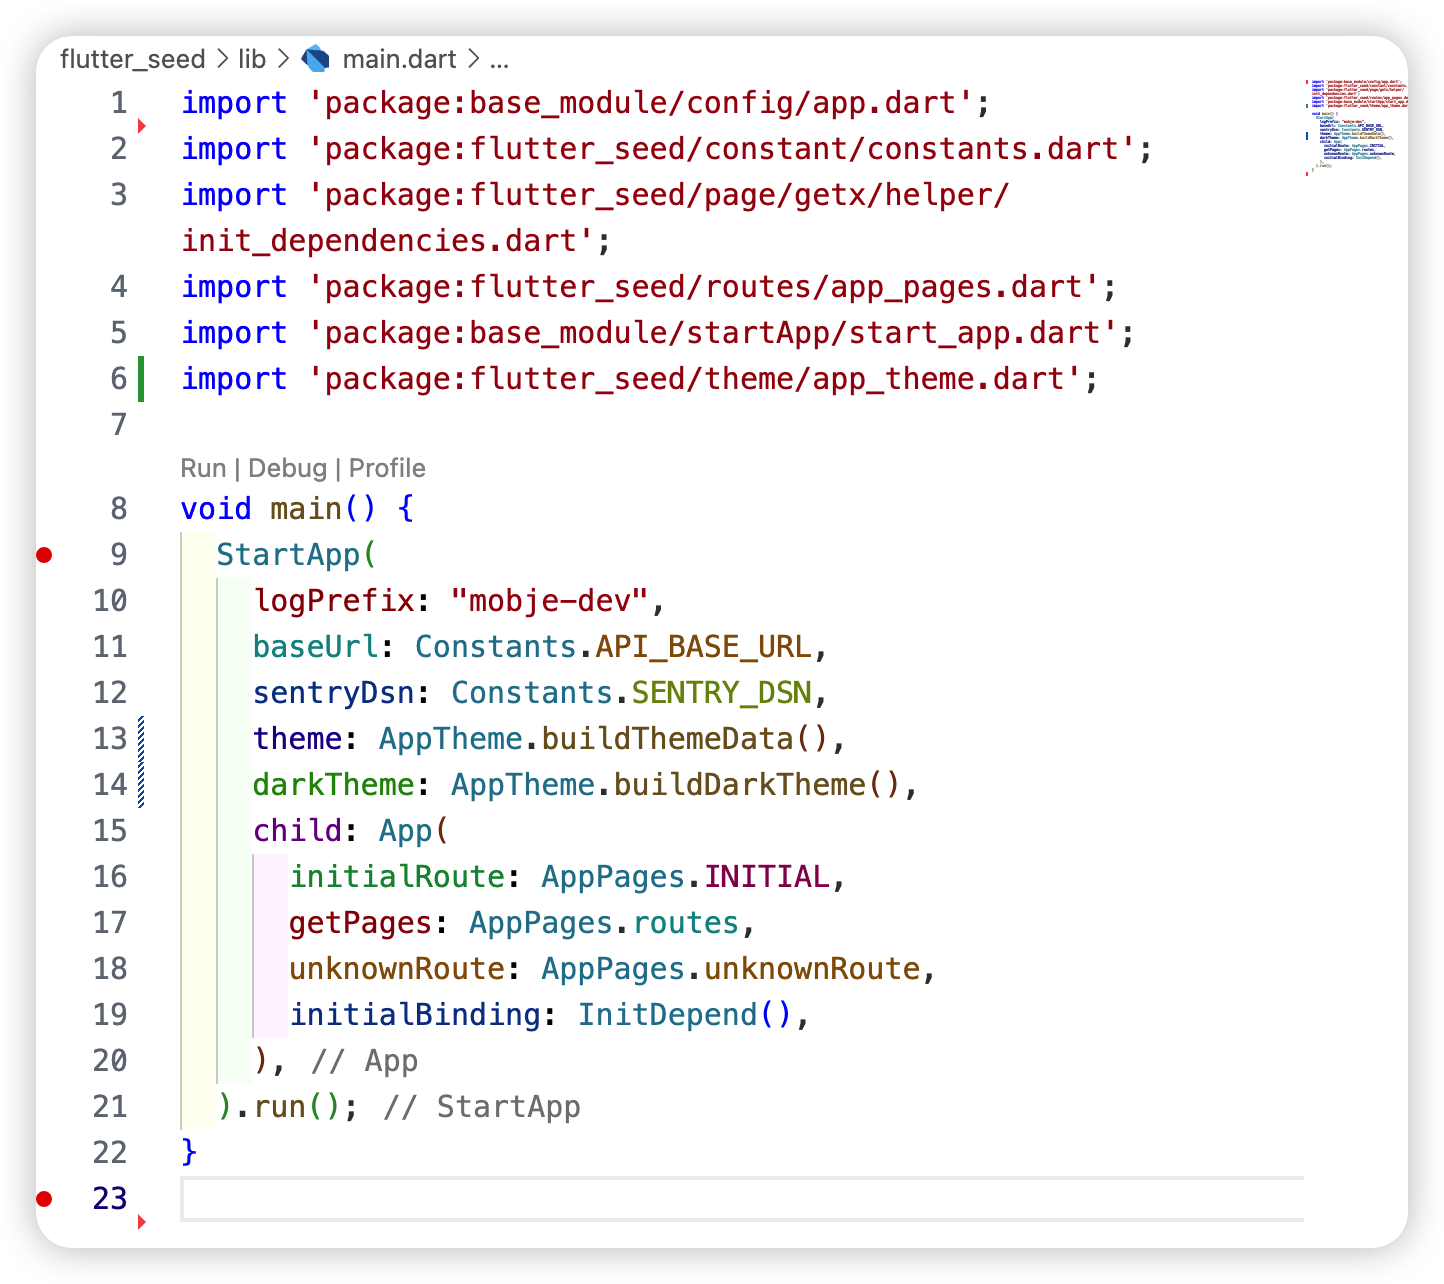 flutter_seed > lib > main.dart > ...
1 import 'package:base_module/config/app.dart';
2 import 'package:flutter_seed/constant/constants.dart';
3 import 'package:flutter_seed/page/getx/helper/
init_dependencies.dart';
4 import 'package:flutter_seed/routes/app_pages.dart';
5 import 'package:base_module/startApp/start_app.dart';
6 import 'package:flutter_seed/theme/app_theme.dart';
7
Run | Debug | Profile
8 void main() {
9   StartApp(
10     logPrefix: "mobje-dev",
11     baseUrl: Constants.API_BASE_URL,
12     sentryDsn: Constants.SENTRY_DSN,
13     theme: AppTheme.buildThemeData(),
14     darkTheme: AppTheme.buildDarkTheme(),
15     child: App(
16       initialRoute: AppPages.INITIAL,
17       getPages: AppPages.routes,
18       unknownRoute: AppPages.unknownRoute,
19       initialBinding: InitDepend(),
20     ), // App
21   ).run(); // StartApp
22 }
23